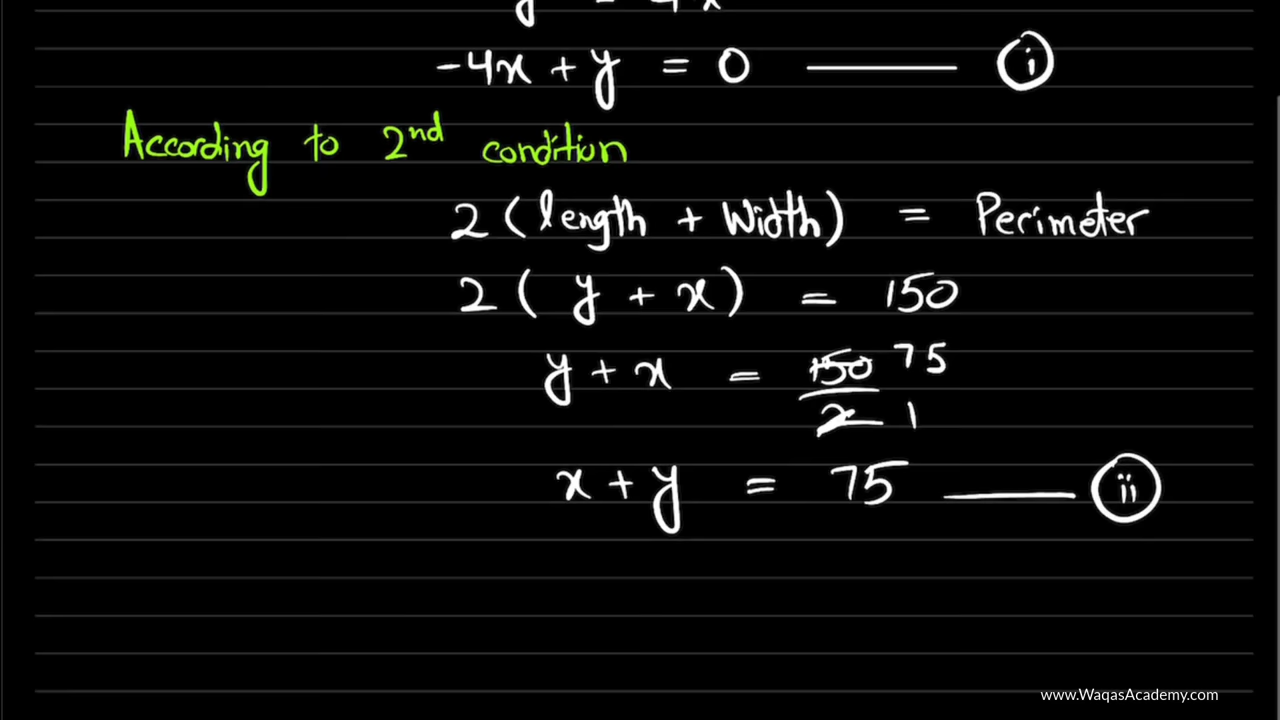 y = 4x
-4x + y = 0 ——— (i)
According to 2nd condition
2 (length + Width) = Perimeter
2 ( y + x ) = 150
y + x = 150/2 75 1
x + y = 75 ——— (ii)
www.WaqasAcademy.com